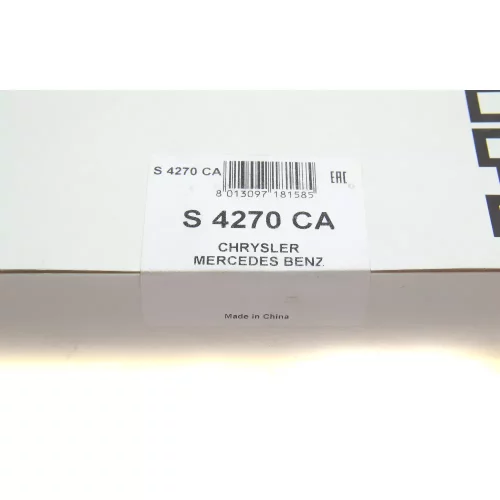 S 4270 CA
8 013097 181585
EAC
S 4270 CA
CHRYSLER
MERCEDES BENZ
Made in China